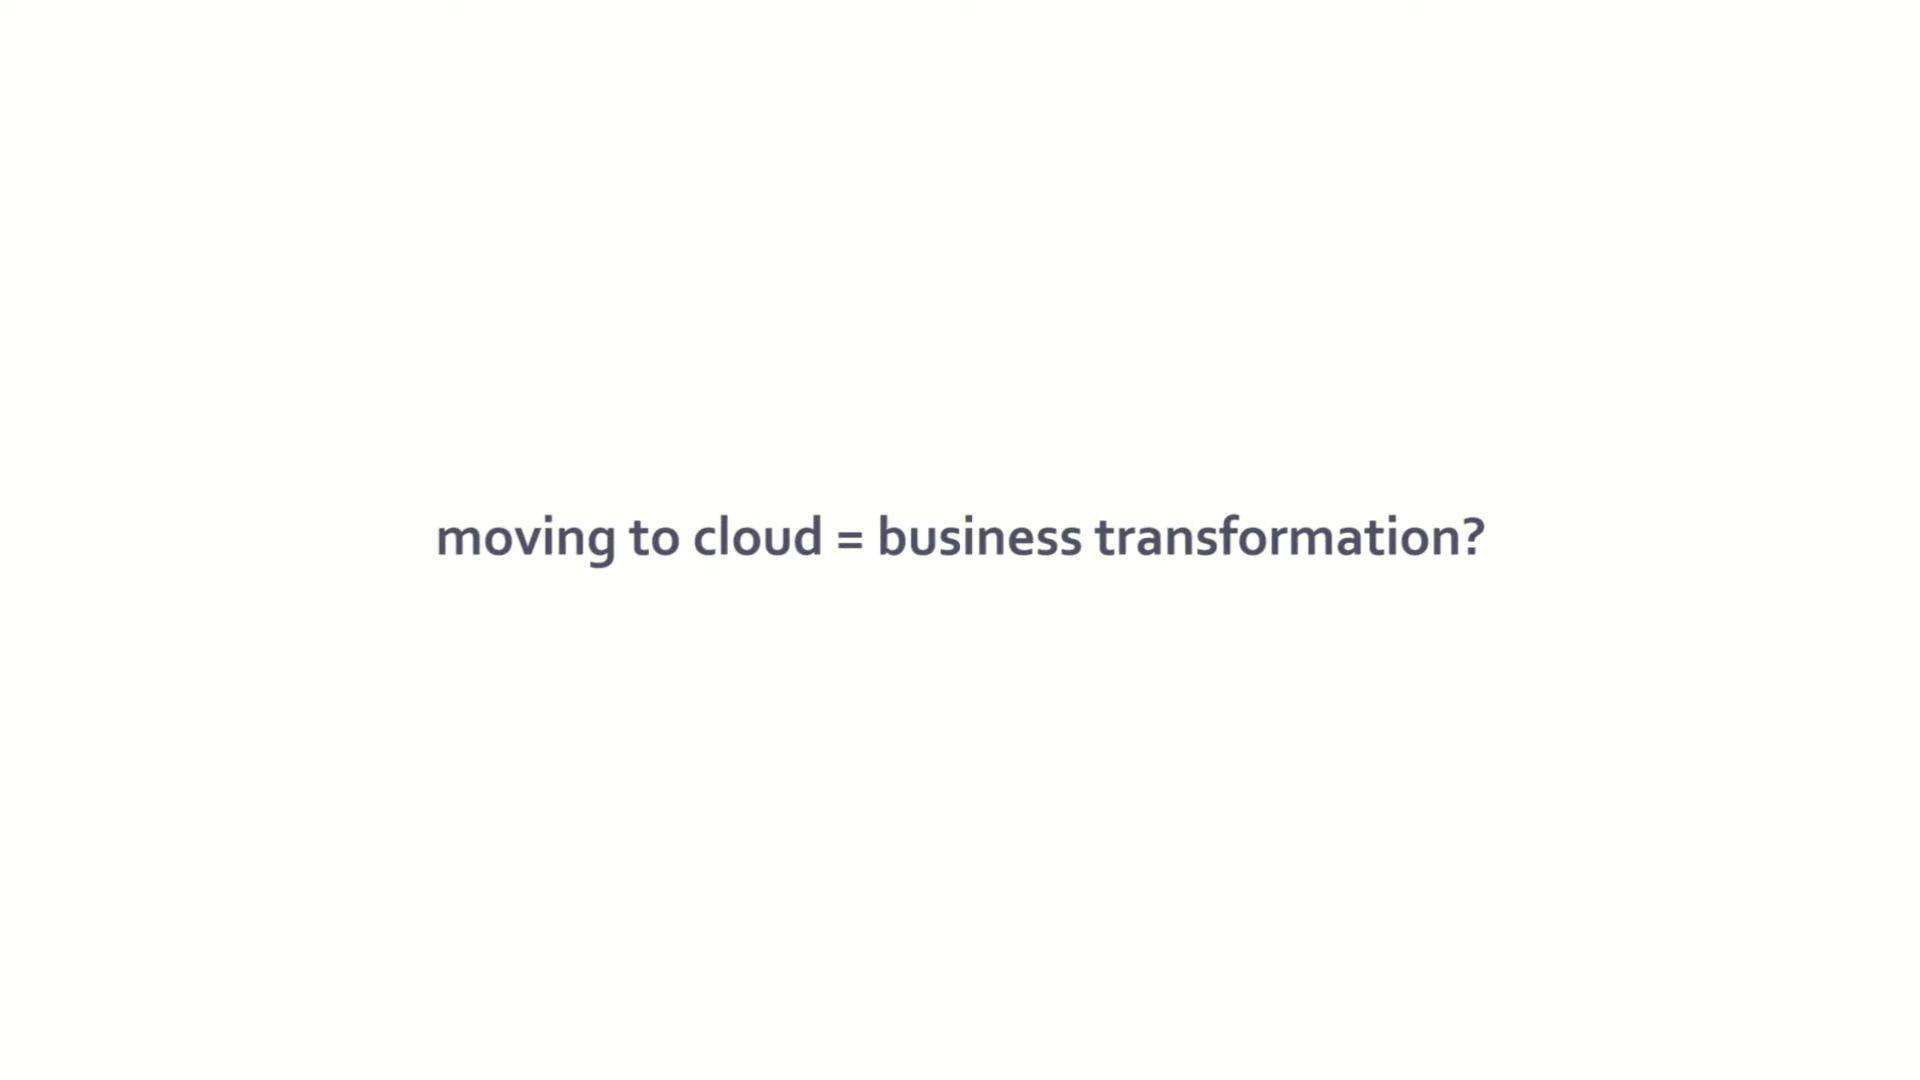 moving to cloud = business transformation?